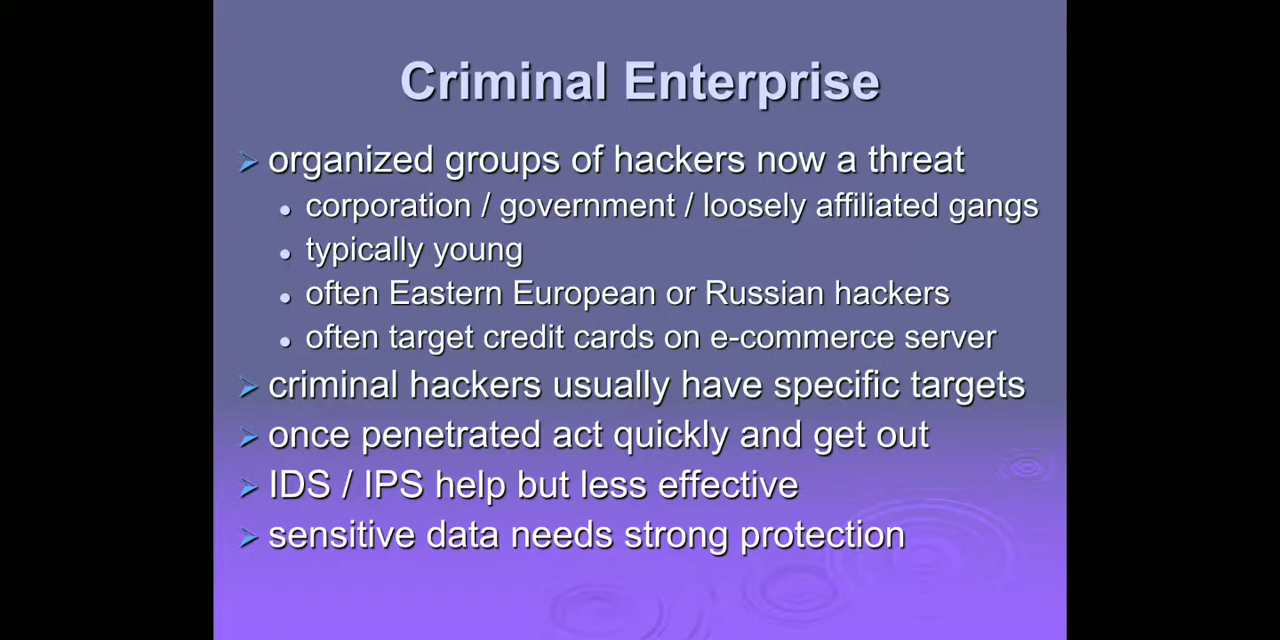 Criminal Enterprise
organized groups of hackers now a threat
corporation / government / loosely affiliated gangs
typically young
often Eastern European or Russian hackers
often target credit cards on e-commerce server
criminal hackers usually have specific targets
once penetrated act quickly and get out
IDS / IPS help but less effective
sensitive data needs strong protection